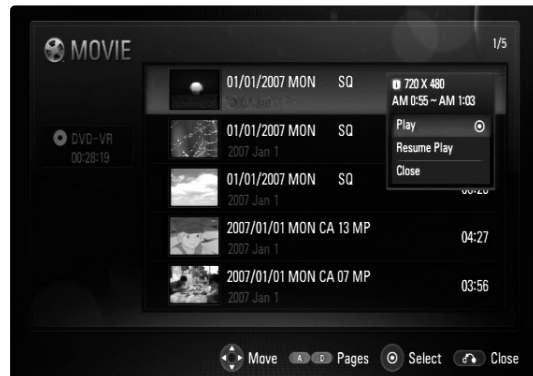 MOVIE
1/5
DVD-VR
00:28:19
01/01/2007 MON SQ
01/01/2007 MON SQ
2007 Jan 1
01/01/2007 MON SQ
2007 Jan 1
2007/01/01 MON CA 13 MP
2007 Jan 1
04:27
2007/01/01 MON CA 07 MP
2007 Jan 1
03:56
720 X 480
AM 0:55 ~ AM 1:03
Play
Resume Play
Close
Move A D Pages Select Close